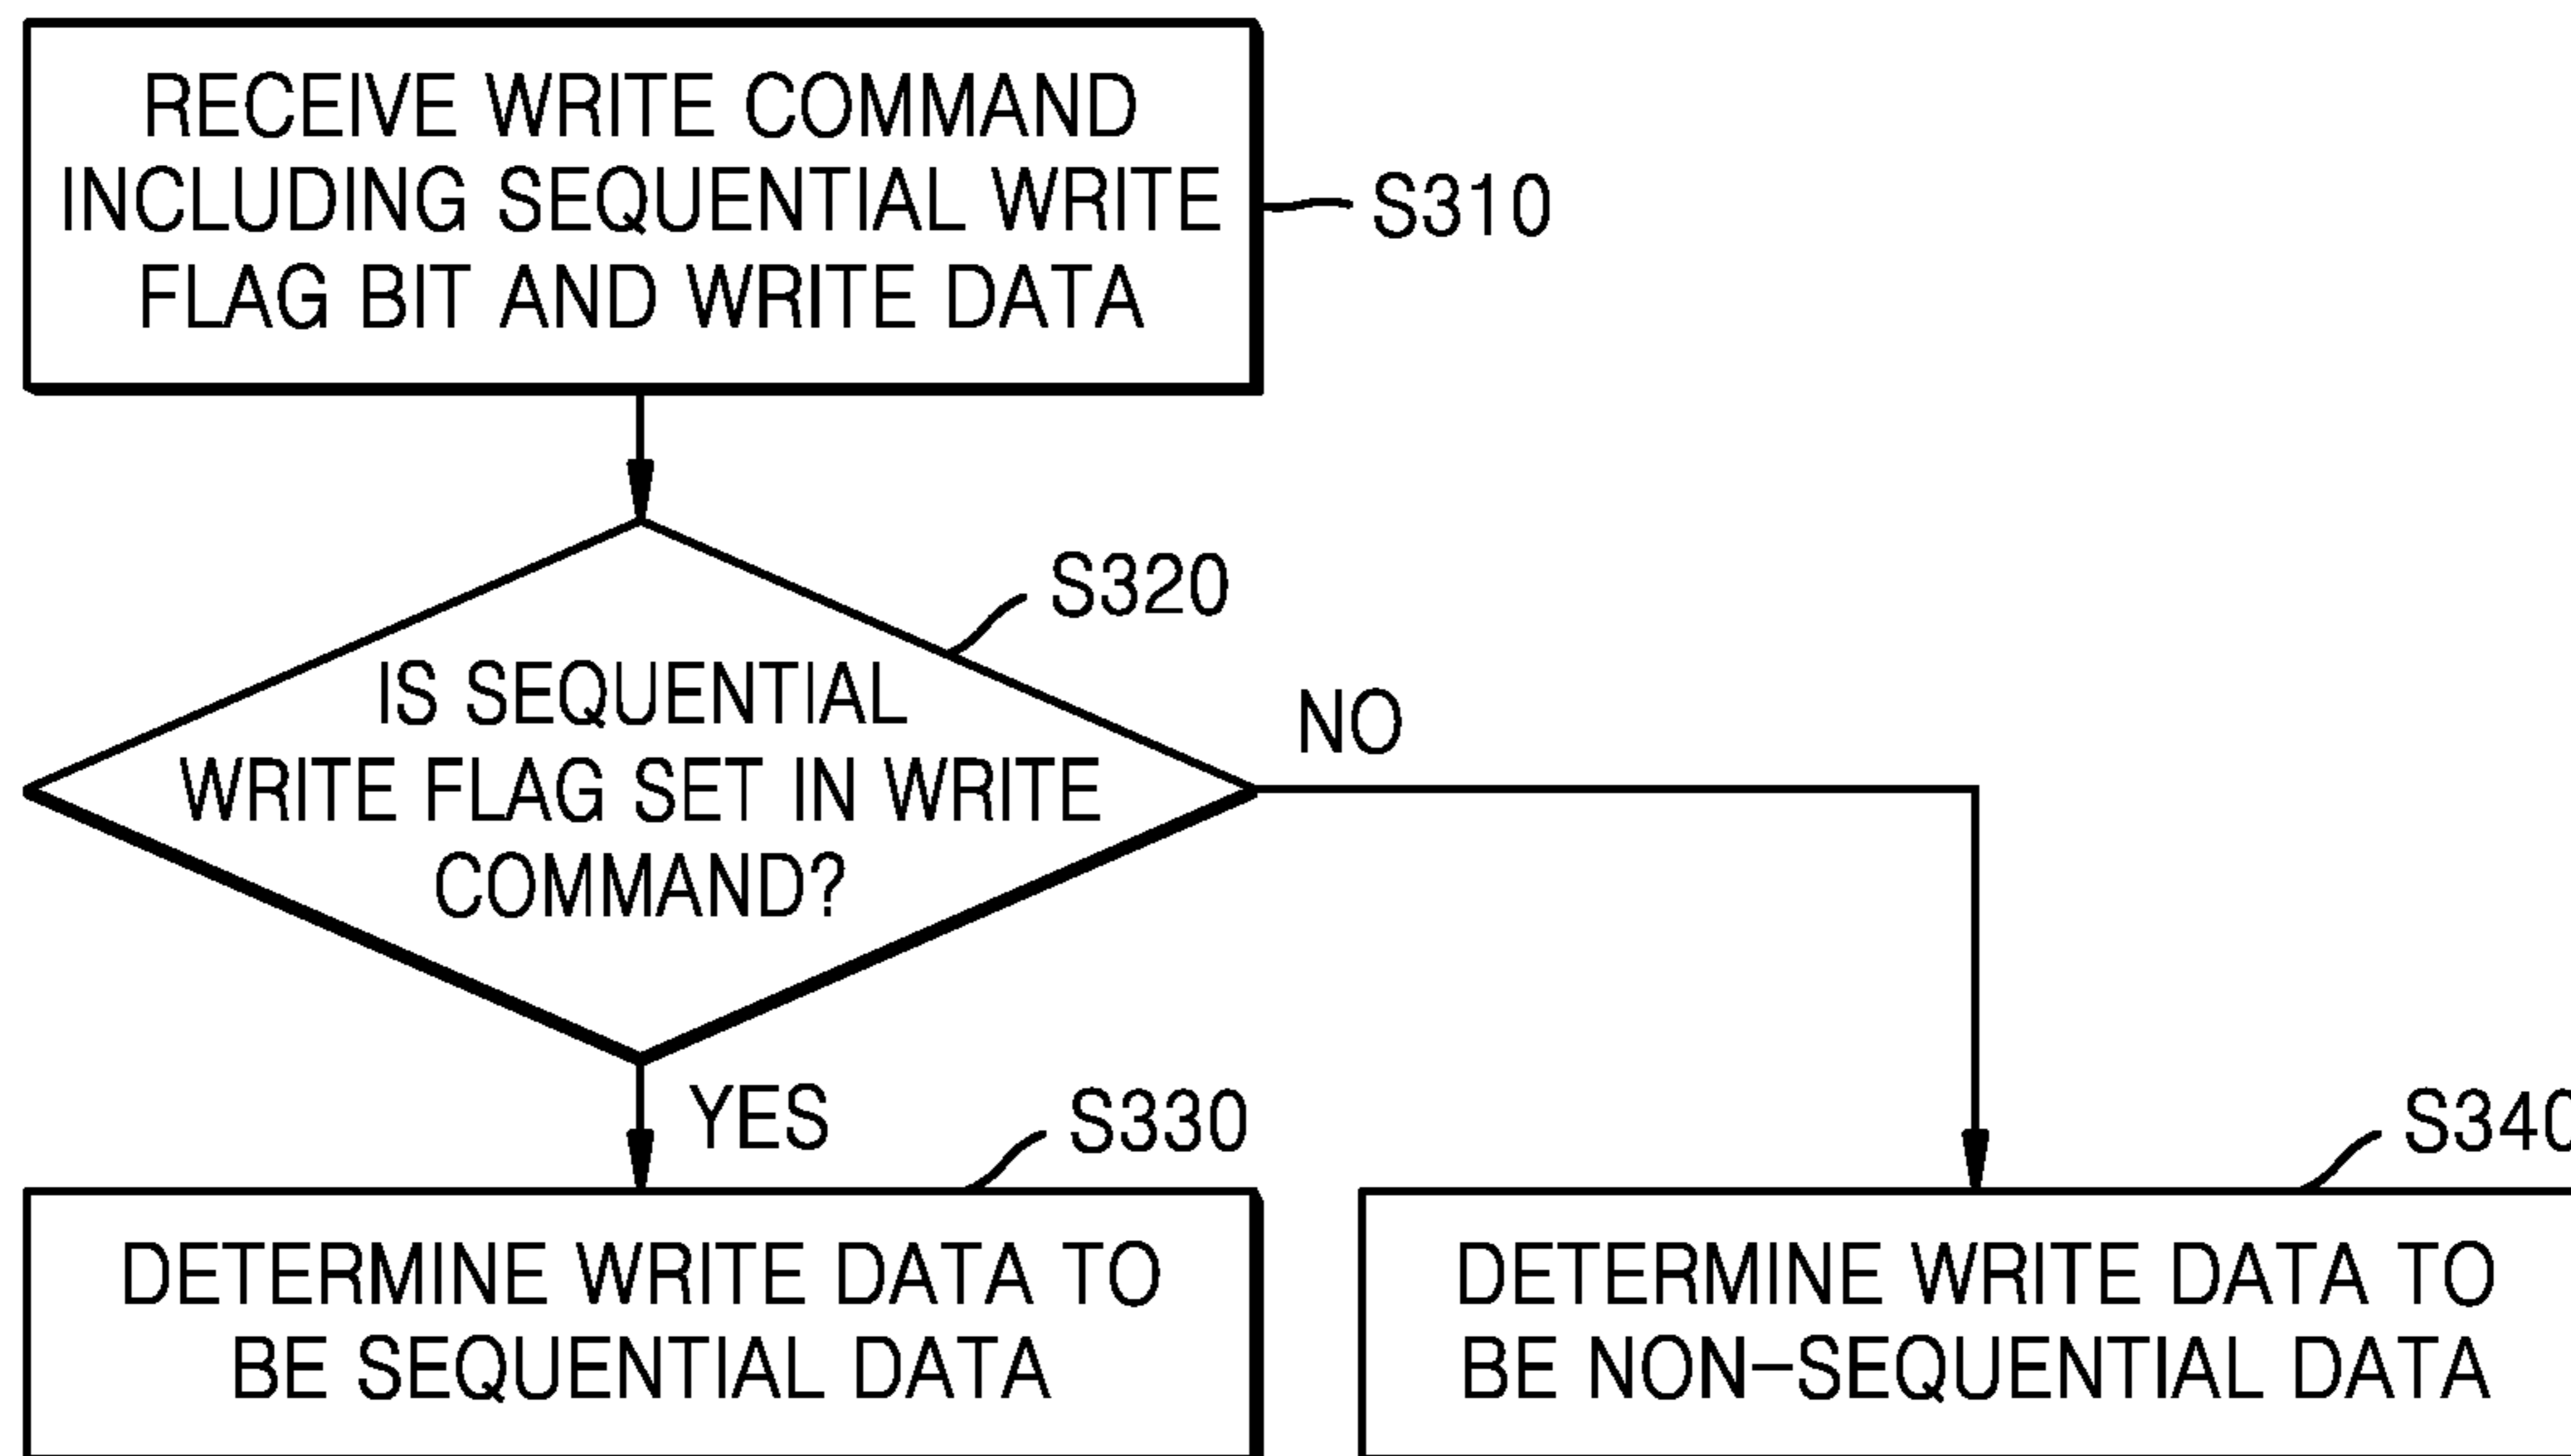 RECEIVE WRITE COMMAND
INCLUDING SEQUENTIAL WRITE
FLAG BIT AND WRITE DATA
S310
S320
IS SEQUENTIAL
WRITE FLAG SET IN WRITE
COMMAND?
NO
YES
S330
S340
DETERMINE WRITE DATA TO
BE SEQUENTIAL DATA
DETERMINE WRITE DATA TO
BE NON-SEQUENTIAL DATA